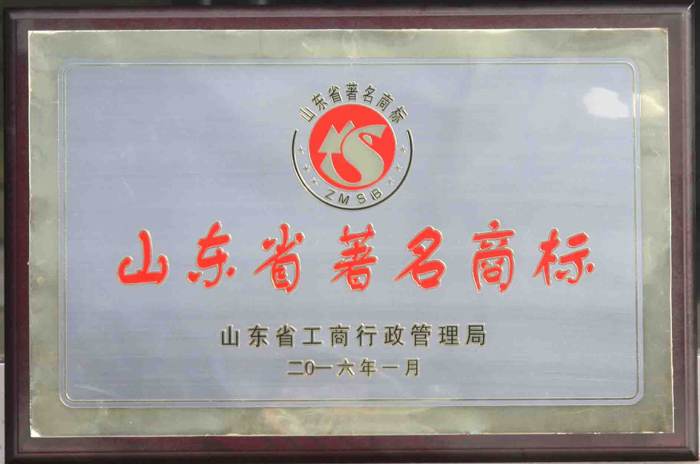 山东省著名商标
ZMSB
山东省著名商标
山东省工商行政管理局
二〇一六年一月